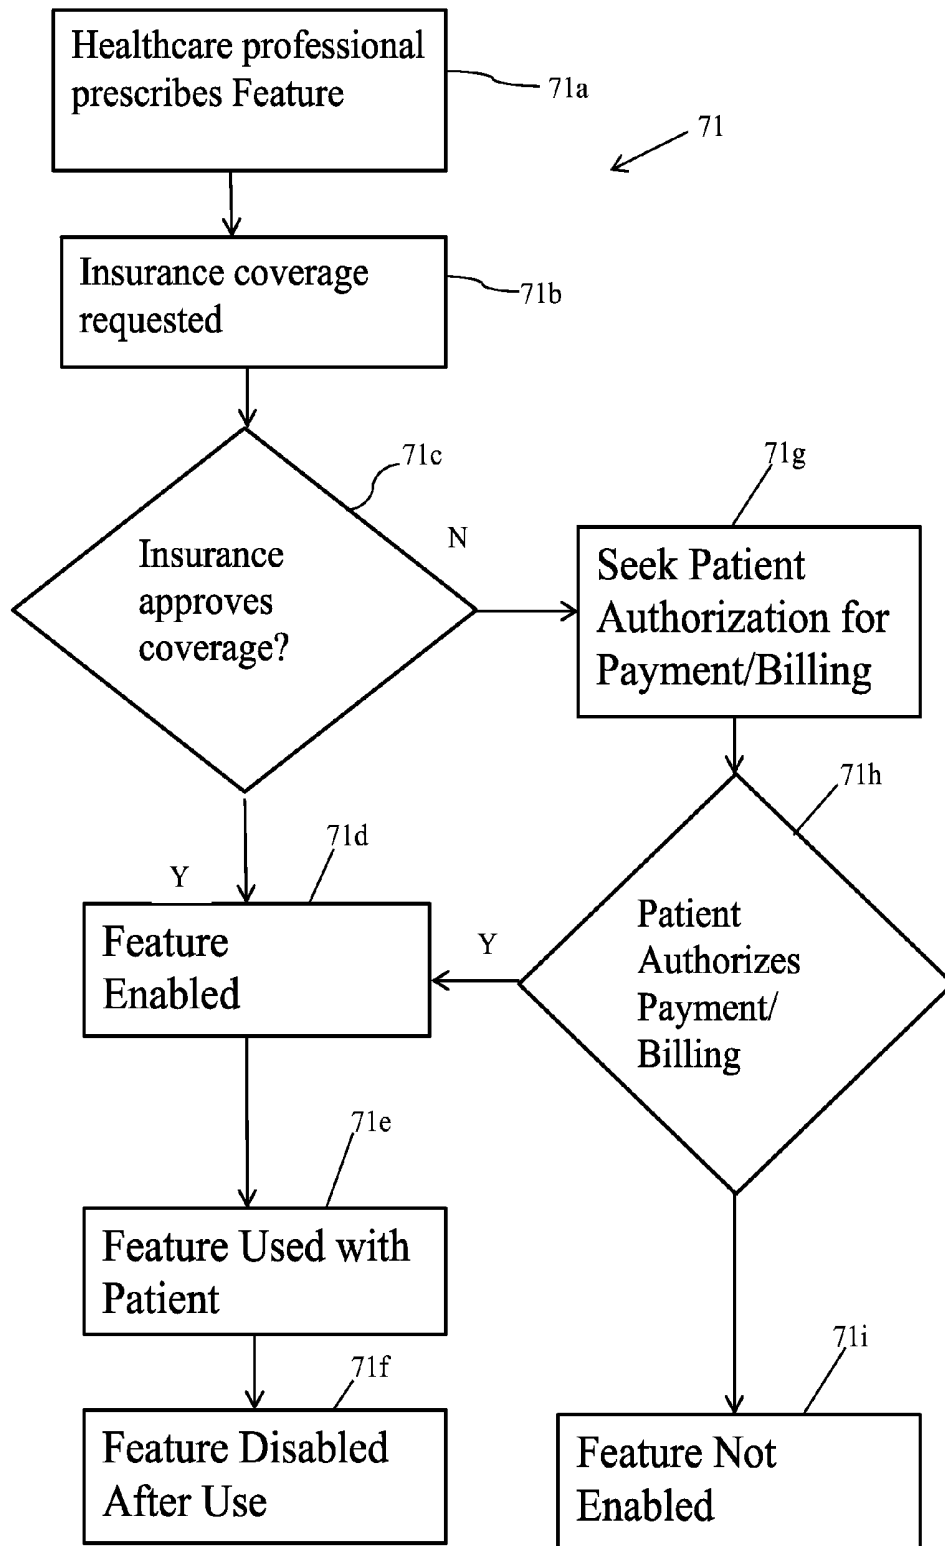 Healthcare professional
prescribes Feature
71a
71
Insurance coverage
requested
71b
71c
Insurance
approves
coverage?
N
71g
Seek Patient
Authorization for
Payment/Billing
71h
Patient
Authorizes
Payment/
Billing
Y
71d
Y
Feature
Enabled
71e
Feature Used with
Patient
71f
Feature Disabled
After Use
71i
Feature Not
Enabled